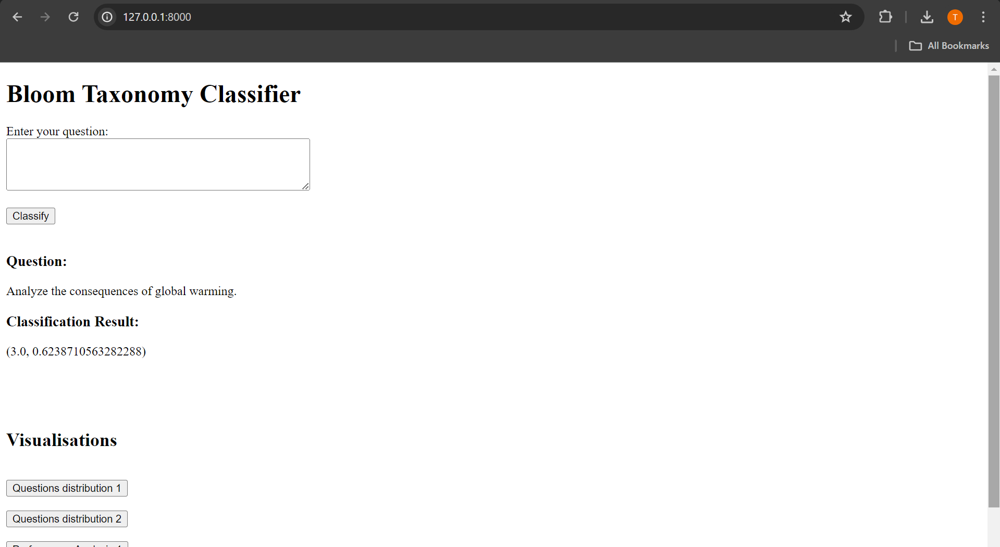 127.0.0.1:8000
T
All Bookmarks
Bloom Taxonomy Classifier
Enter your question:
Classify
Question:
Analyze the consequences of global warming.
Classification Result:
(3.0, 0.6238710563282288)
Visualisations
Questions distribution 1
Questions distribution 2